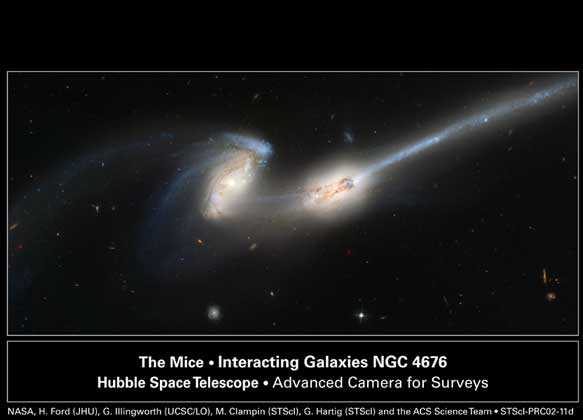 The Mice • Interacting Galaxies NGC 4676
Hubble Space Telescope • Advanced Camera for Surveys
NASA, H. Ford (JHU), G. Illingworth (UCSC/LO), M. Clampin (STScI), G. Hartig (STScI) and the ACS Science Team • STScI-PRC02-11d